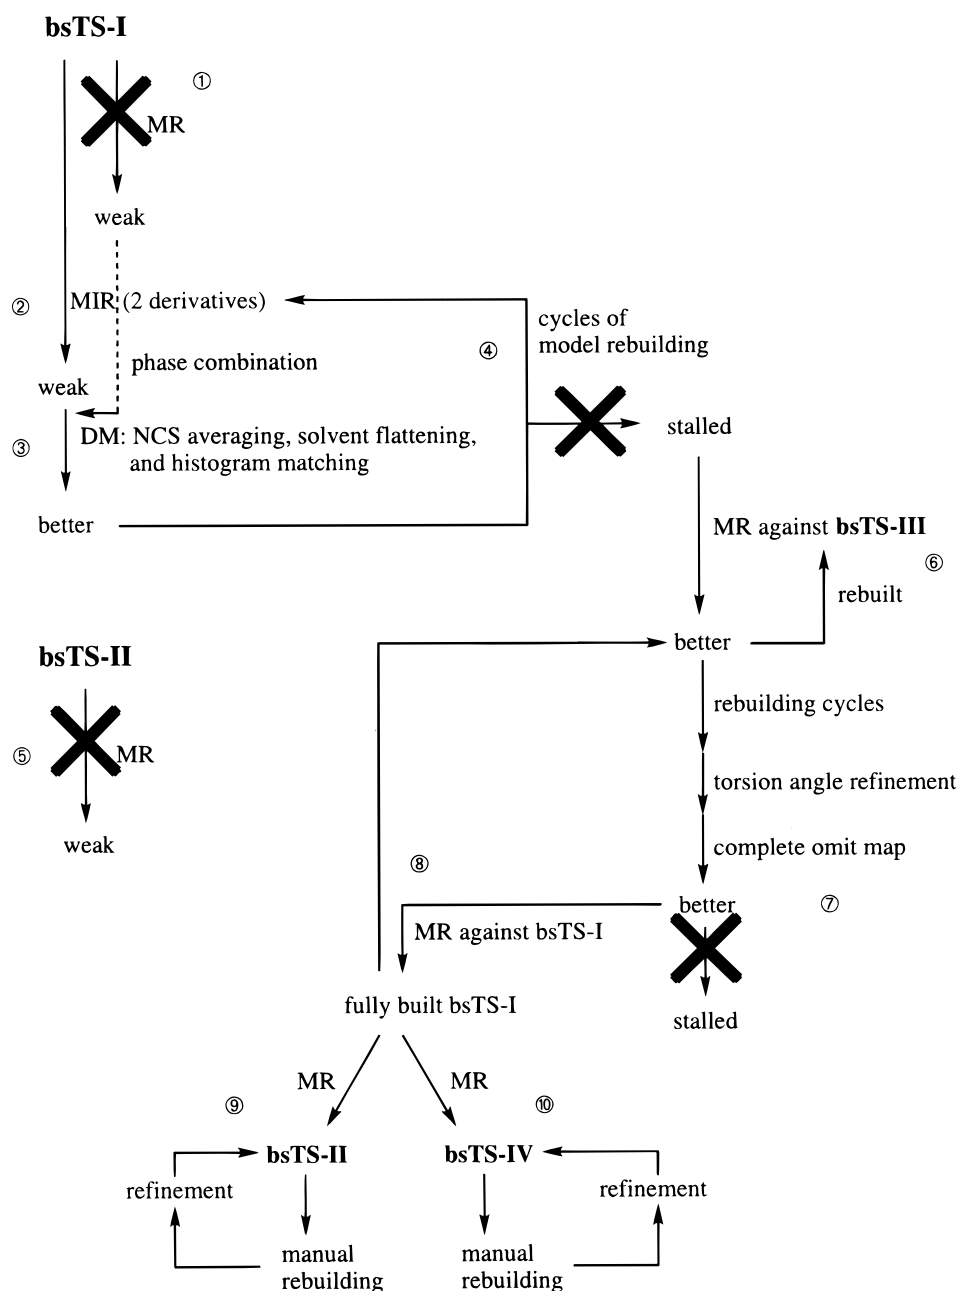 bsTS-I
①
MR
weak
②
MIR (2 derivatives)
cycles of
model rebuilding
④
phase combination
weak
③
DM: NCS averaging, solvent flattening,
and histogram matching
stalled
better
MR against bsTS-III
⑥
rebuilt
better
bsTS-II
rebuilding cycles
⑤
MR
torsion angle refinement
weak
complete omit map
⑧
better
⑦
MR against bsTS-I
fully built bsTS-I
stalled
MR
MR
⑨
⑩
bsTS-II
bsTS-IV
refinement
refinement
manual
rebuilding
manual
rebuilding